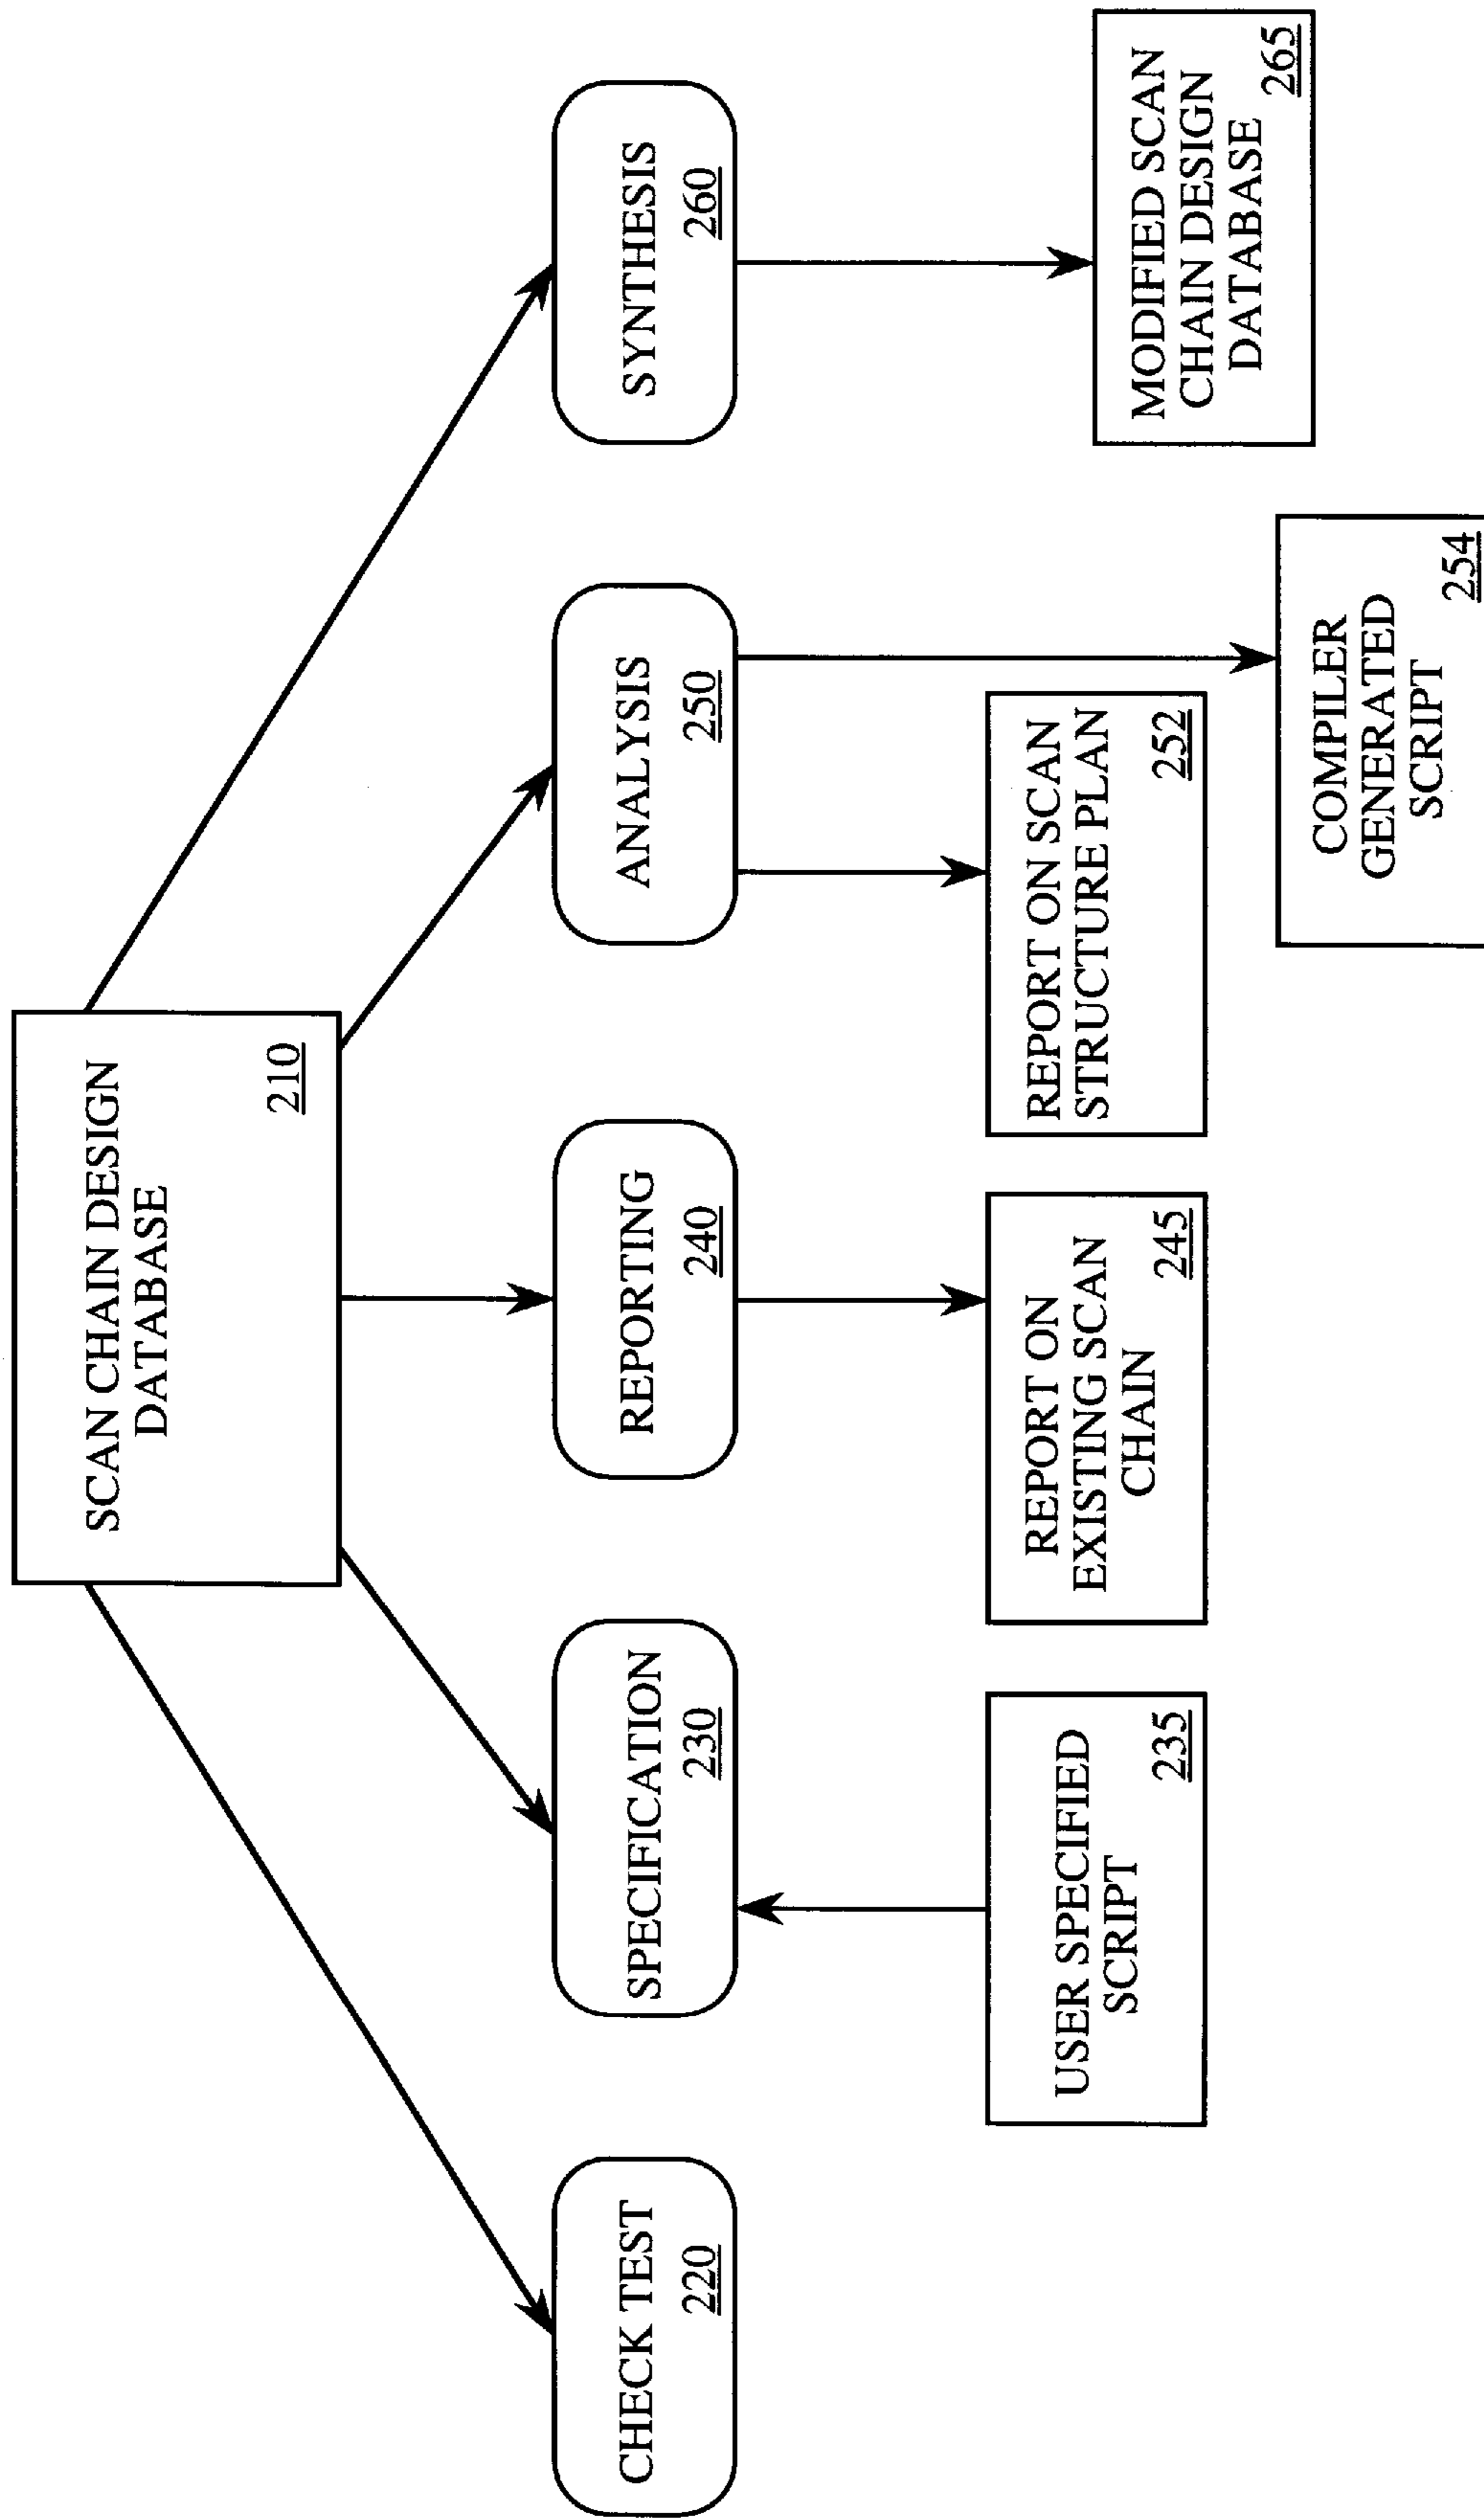 SCAN CHAIN DESIGN
DATABASE
210
CHECK TEST
220
SPECIFICATION
230
REPORTING
240
ANALYSIS
250
SYNTHESIS
260
USER SPECIFIED
SCRIPT
235
REPORT ON
EXISTING SCAN
CHAIN
245
REPORT ON SCAN
STRUCTURE PLAN
252
COMPILER
GENERATED
SCRIPT
254
MODIFIED SCAN
CHAIN DESIGN
DATABASE
265